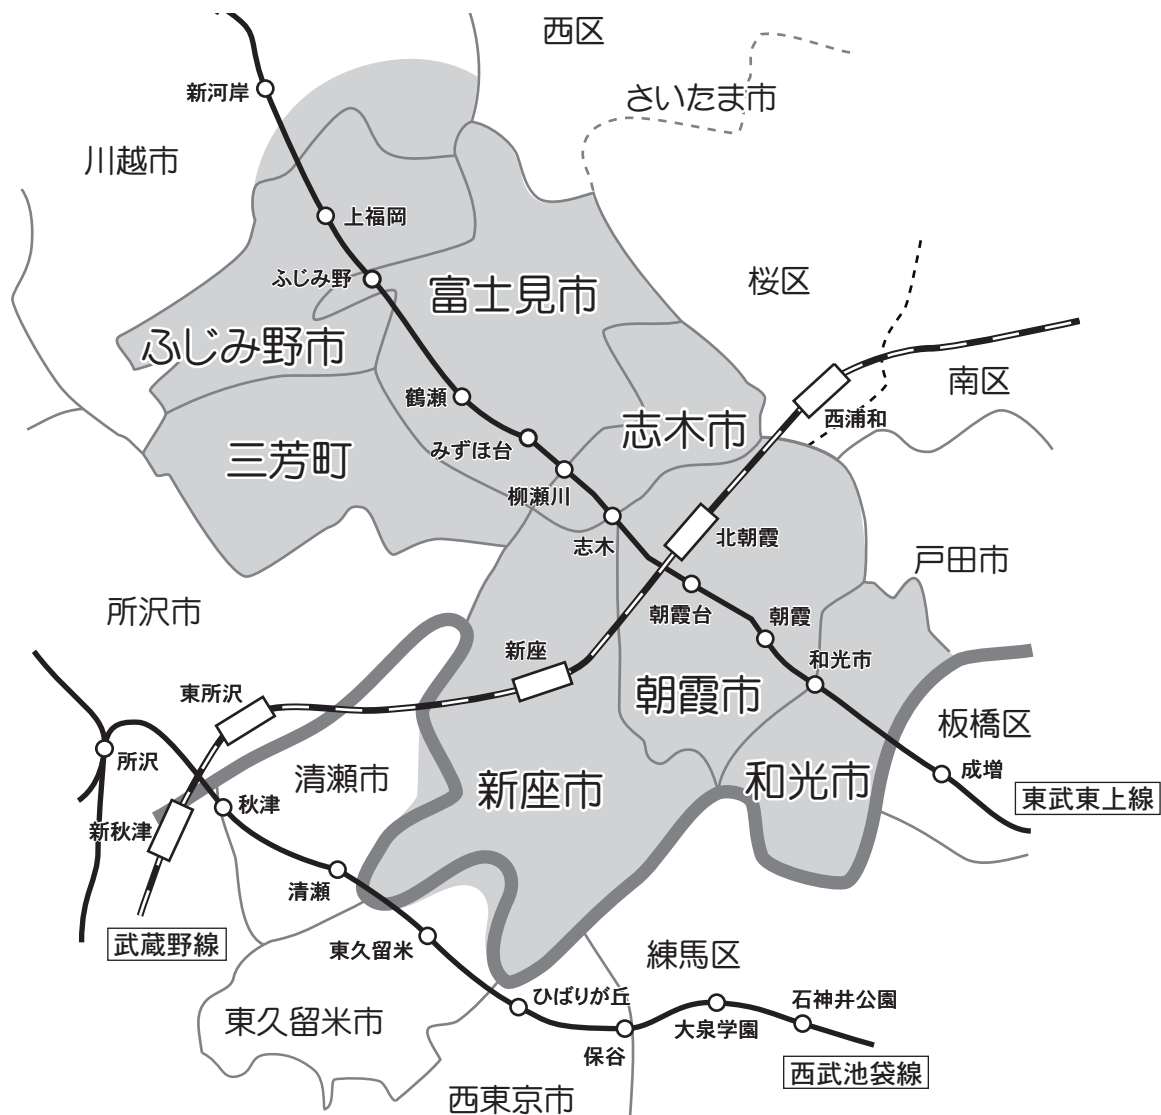 西区
新河岸
さいたま市
川越市
上福岡
ふじみ野
富士見市
桜区
ふじみ野市
南区
鶴瀬
志木市
西浦和
みずほ台
三芳町
柳瀬川
志木
北朝霞
戸田市
所沢市
朝霞台
朝霞
新座
和光市
東所沢
朝霞市
板橋区
所沢
清瀬市
新座市
和光市
成増
秋津
東武東上線
新秋津
清瀬
武蔵野線
東久留米
練馬区
ひばりが丘
石神井公園
東久留米市
大泉学園
保谷
西武池袋線
西東京市